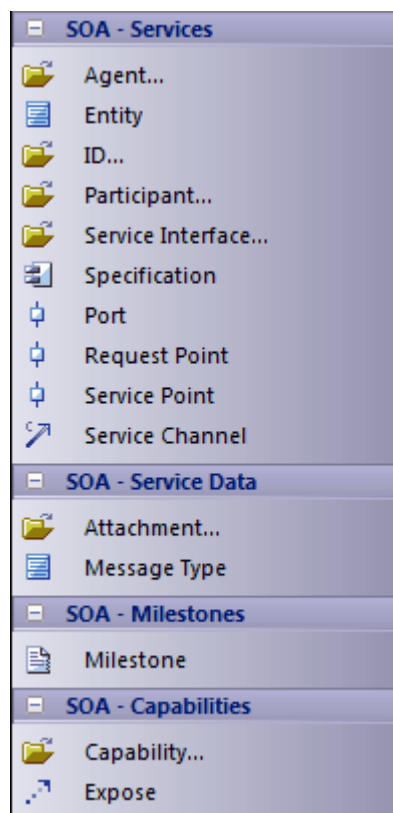 SOA - Services
Agent...
Entity
ID...
Participant...
Service Interface...
Specification
Port
Request Point
Service Point
Service Channel
SOA - Service Data
Attachment...
Message Type
SOA - Milestones
Milestone
SOA - Capabilities
Capability...
Expose